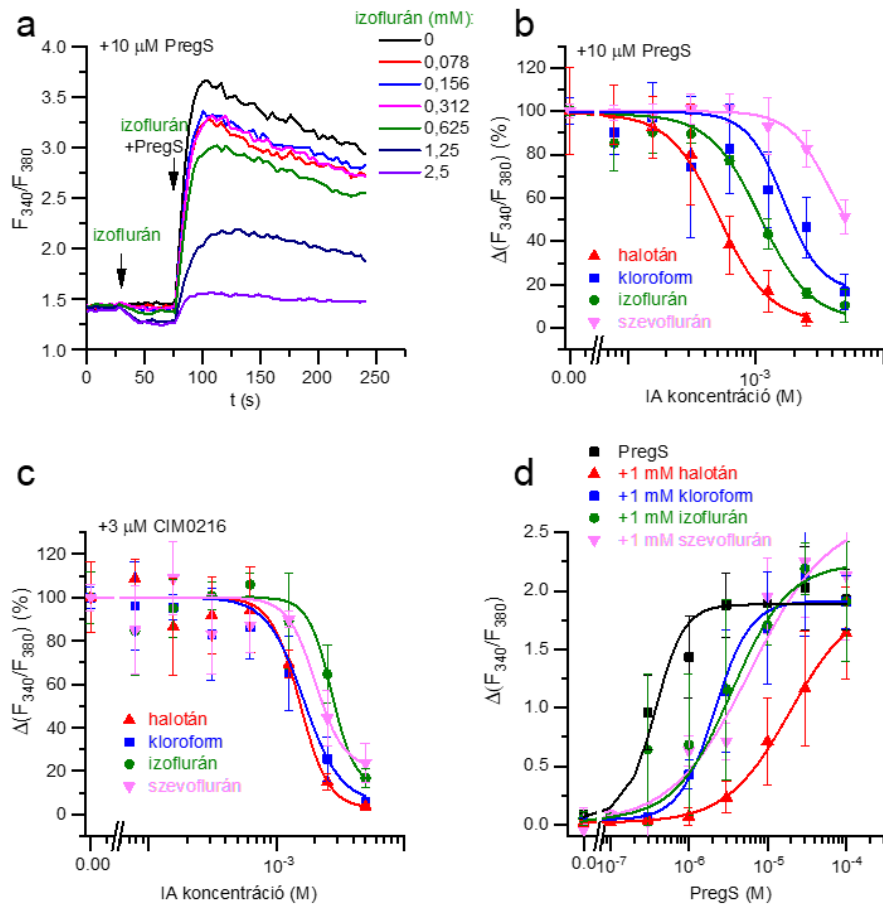 a
+10 μM PregS
izoflurán (mM):
0
0,078
0,156
0,312
0,625
1,25
2,5
izoflurán
+PregS
izoflurán
F340/F380
4.0
3.5
3.0
2.5
2.0
1.5
1.0
0 50 100 150 200 250
t (s)
b
+10 μM PregS
Δ(F340/F380) (%)
120
100
80
60
40
20
0
halotán
kloroform
izoflurán
szevoflurán
0.00 10-3
IA koncentráció (M)
c
+3 μM CIM0216
Δ(F340/F380) (%)
120
100
80
60
40
20
0
halotán
kloroform
izoflurán
szevoflurán
0.00 10-3
IA koncentráció (M)
d
PregS
+1 mM halotán
+1 mM kloroform
+1 mM izoflurán
+1 mM szevoflurán
Δ(F340/F380)
2.5
2.0
1.5
1.0
0.5
0.0
0.0 10-7 10-6 10-5 10-4
PregS (M)